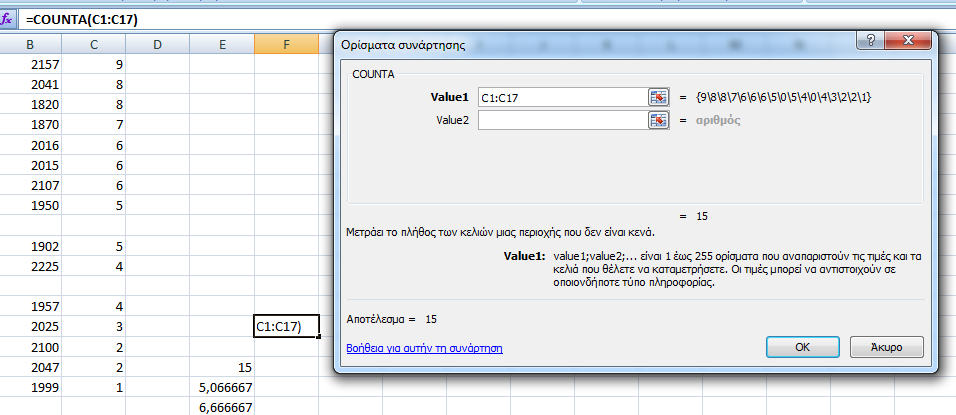 fx =COUNTA(C1:C17)
B C D E F
2157 9
2041 8
1820 8
1870 7
2016 6
2015 6
2107 6
1950 5
1902 5
2225 4
1957 4
2025 3 C1:C17)
2100 2
2047 2 15
1999 1 5,066667
6,666667
Ορίσματα συνάρτησης
COUNTA
Value1 C1:C17 = {9\8\8\7\6\6\6\5\0\5\4\0\4\3\2\2\1}
Value2 = αριθμός
= 15
Μετράει το πλήθος των κελιών μιας περιοχής που δεν είναι κενά.
Value1: value1;value2;... είναι 1 έως 255 ορίσματα που αναπαριστούν τις τιμές και τα
κελιά που θέλετε να καταμετρήσετε. Οι τιμές μπορεί να αντιστοιχούν σε
οποιονδήποτε τύπο πληροφορίας.
Αποτέλεσμα = 15
Βοήθεια για αυτήν τη συνάρτηση
OK Άκυρο